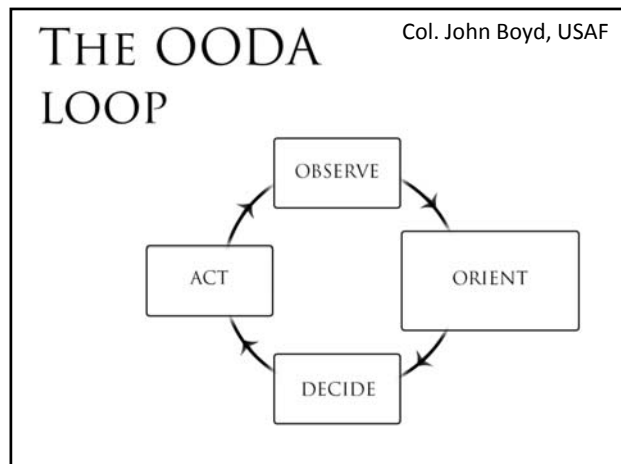 THE OODA
LOOP
Col. John Boyd, USAF
OBSERVE
ORIENT
DECIDE
ACT